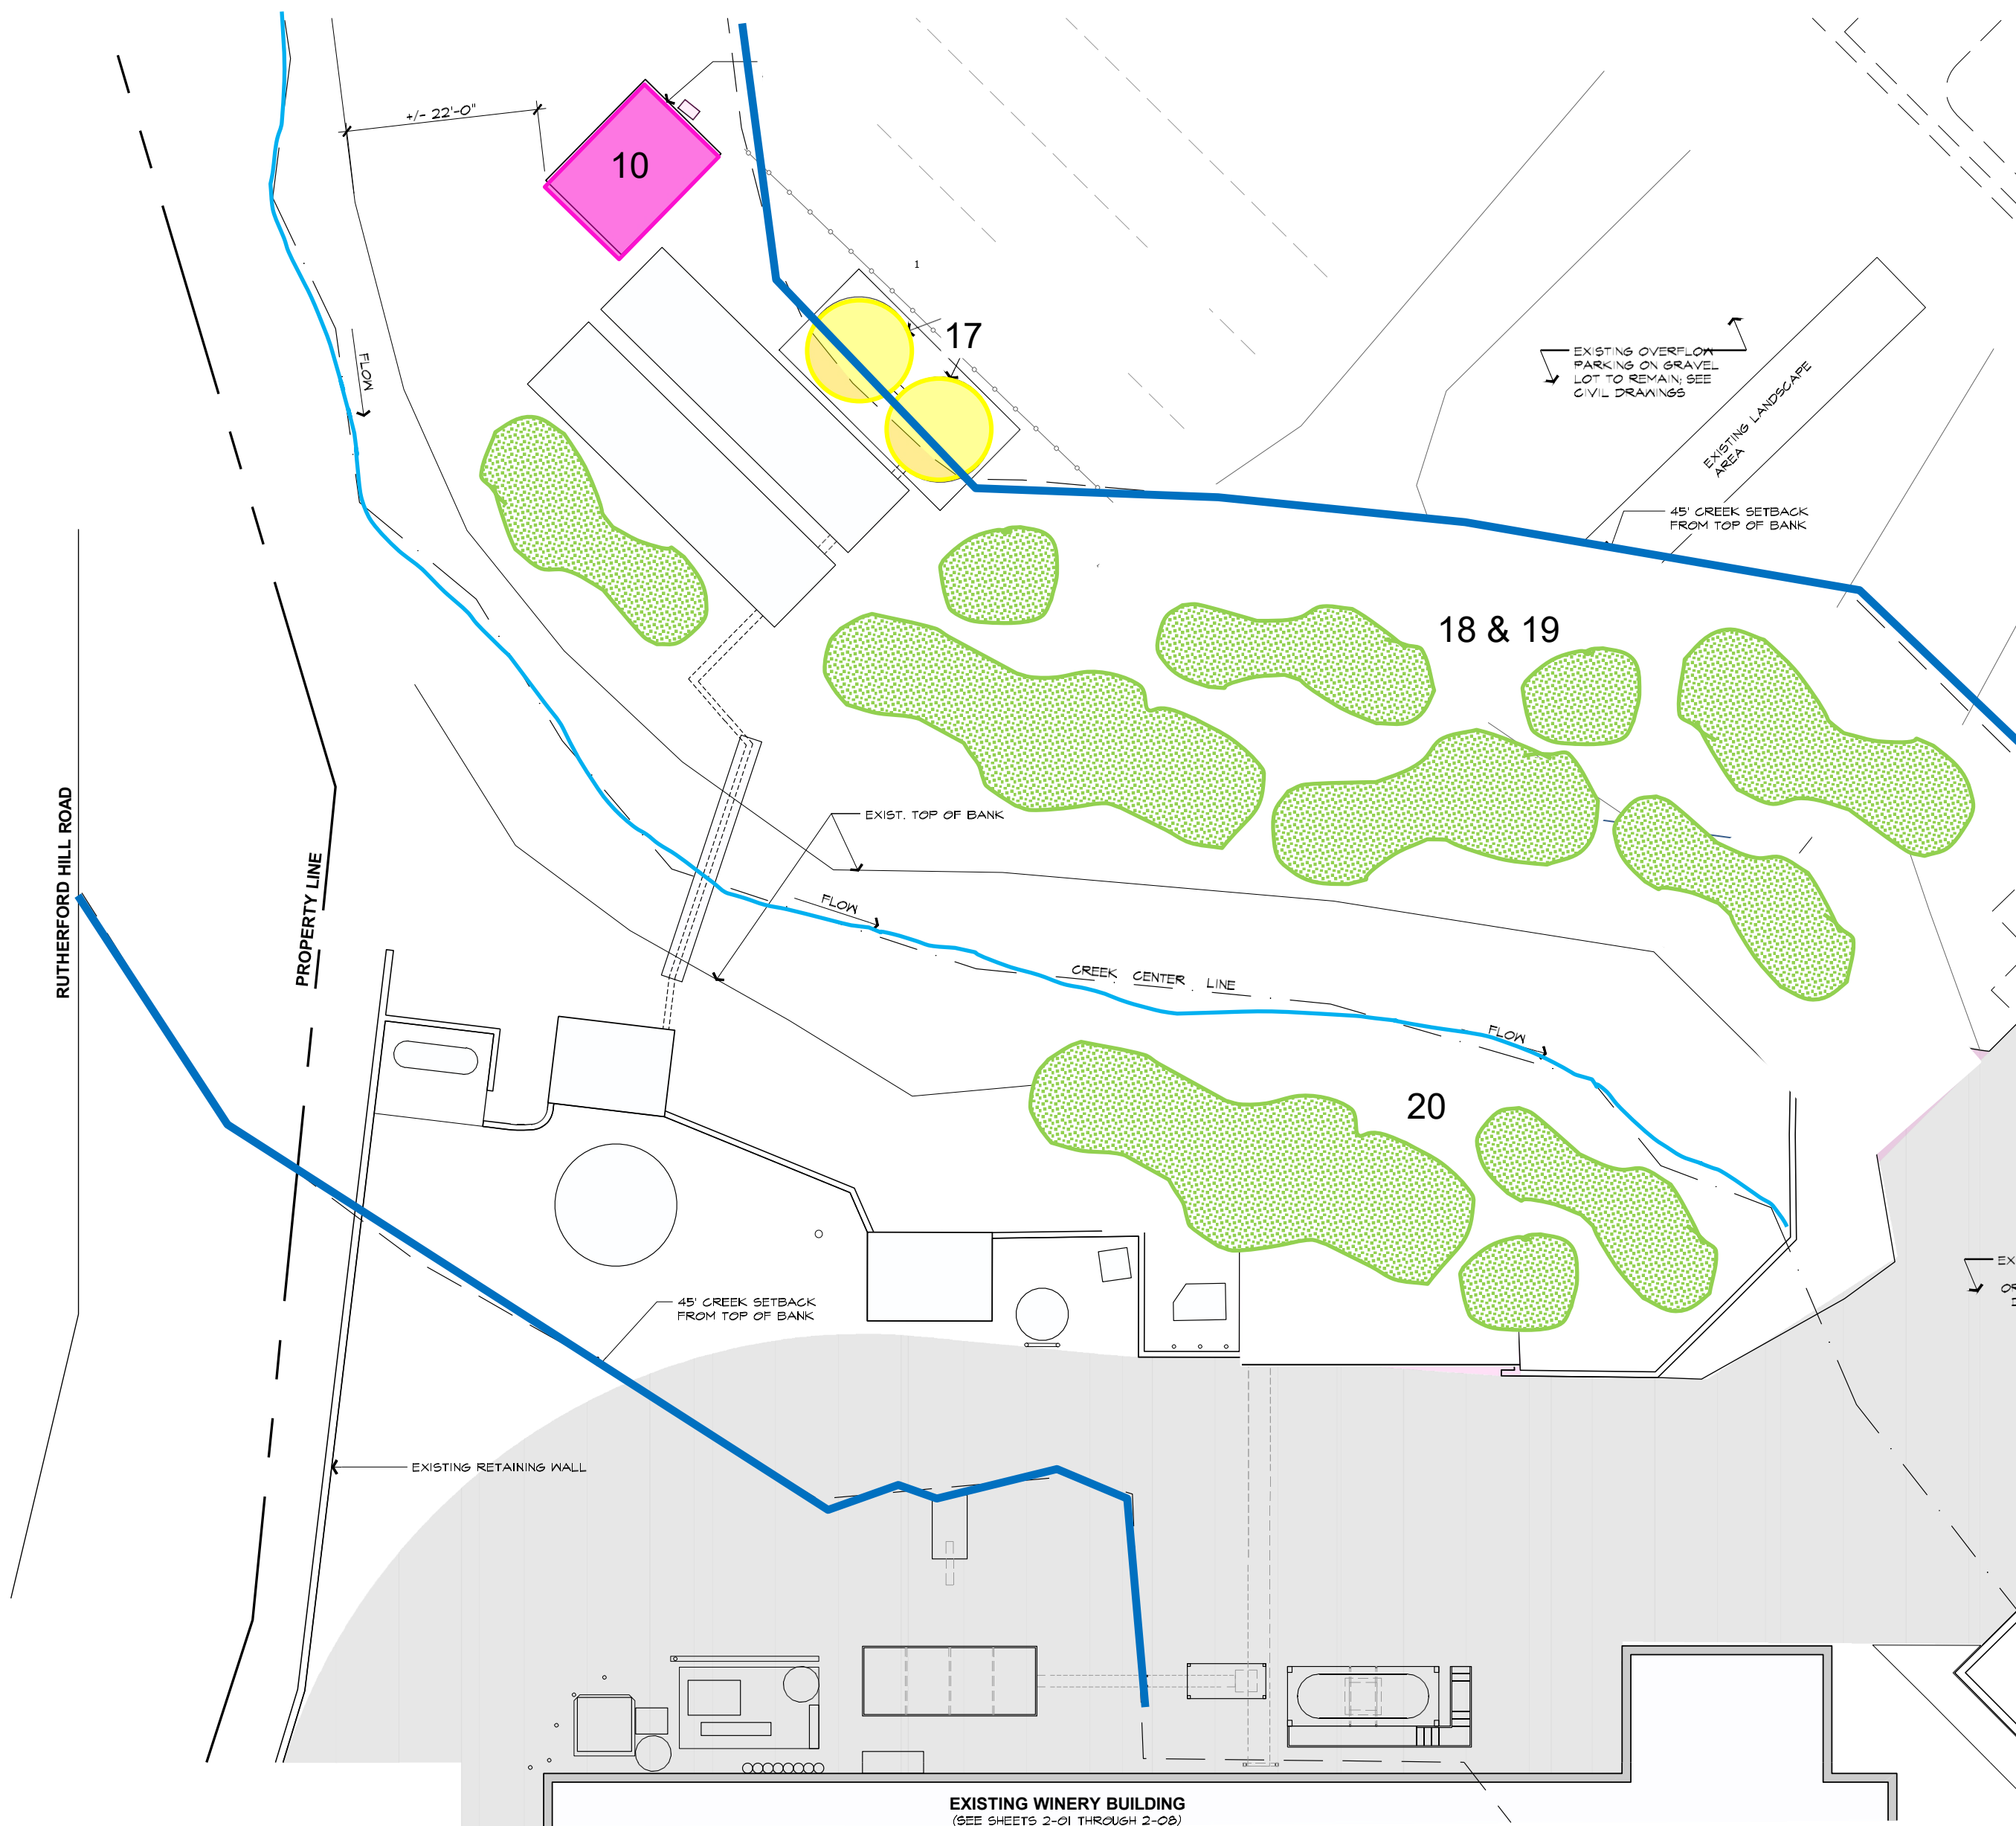 +/- 22'-0"
10
1
17
FLOW
EXISTING OVERFLOW
PARKING ON GRAVEL
LOT TO REMAIN; SEE
CIVIL DRAWINGS
EXISTING LANDSCAPE
AREA
45' CREEK SETBACK
FROM TOP OF BANK
18 & 19
RUTHERFORD HILL ROAD
PROPERTY LINE
EXIST. TOP OF BANK
FLOW
CREEK CENTER LINE
FLOW
20
EX
45' CREEK SETBACK
FROM TOP OF BANK
EXISTING RETAINING WALL
EXISTING WINERY BUILDING
(SEE SHEETS 2-01 THROUGH 2-08)